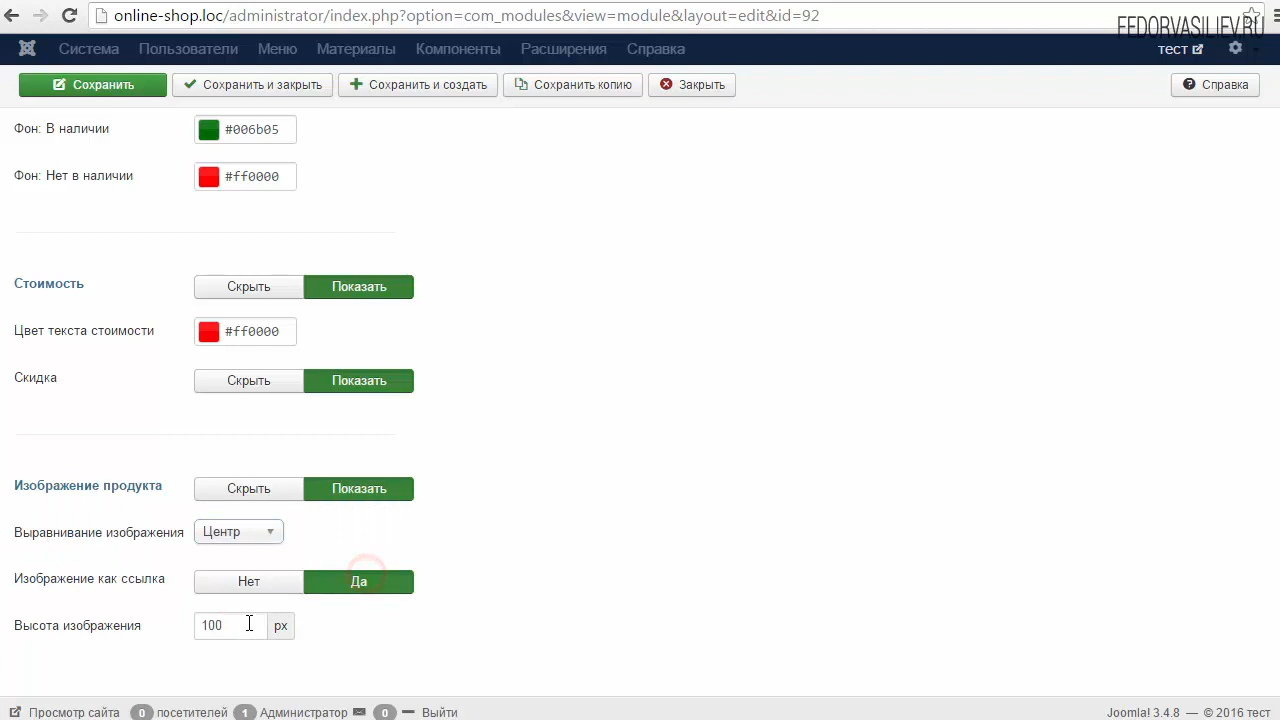 online-shop.loc/administrator/index.php?option=com_modules&view=module&layout=edit&id=92
FEDORVASILIEV.RU
Система Пользователи Меню Материалы Компоненты Расширения Справка тест
Сохранить Сохранить и закрыть Сохранить и создать Сохранить копию Закрыть Справка
Фон: В наличии #006b05
Фон: Нет в наличии #ff0000
Стоимость Скрыть Показать
Цвет текста стоимости #ff0000
Скидка Скрыть Показать
Изображение продукта Скрыть Показать
Выравнивание изображения Центр
Изображение как ссылка Нет Да
Высота изображения 100 px
Просмотр сайта 0 посетителей 1 Администратор 0 Выйти Joomla! 3.4.8 — © 2016 тест